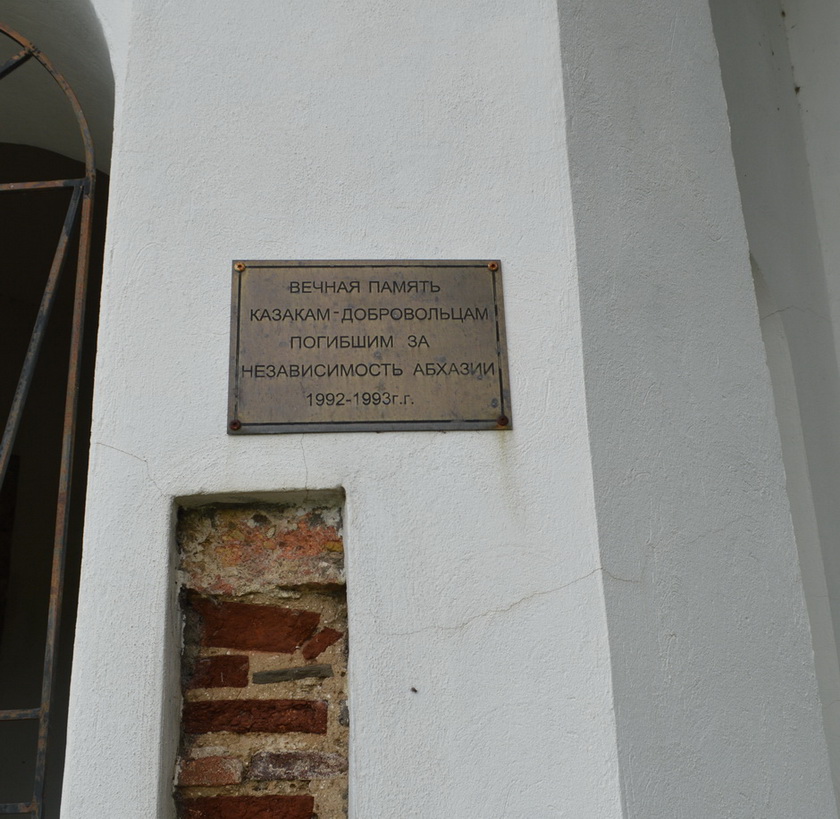 ВЕЧНАЯ ПАМЯТЬ
КАЗАКАМ-ДОБРОВОЛЬЦАМ
ПОГИБШИМ ЗА
НЕЗАВИСИМОСТЬ АБХАЗИИ
1992-1993г.г.